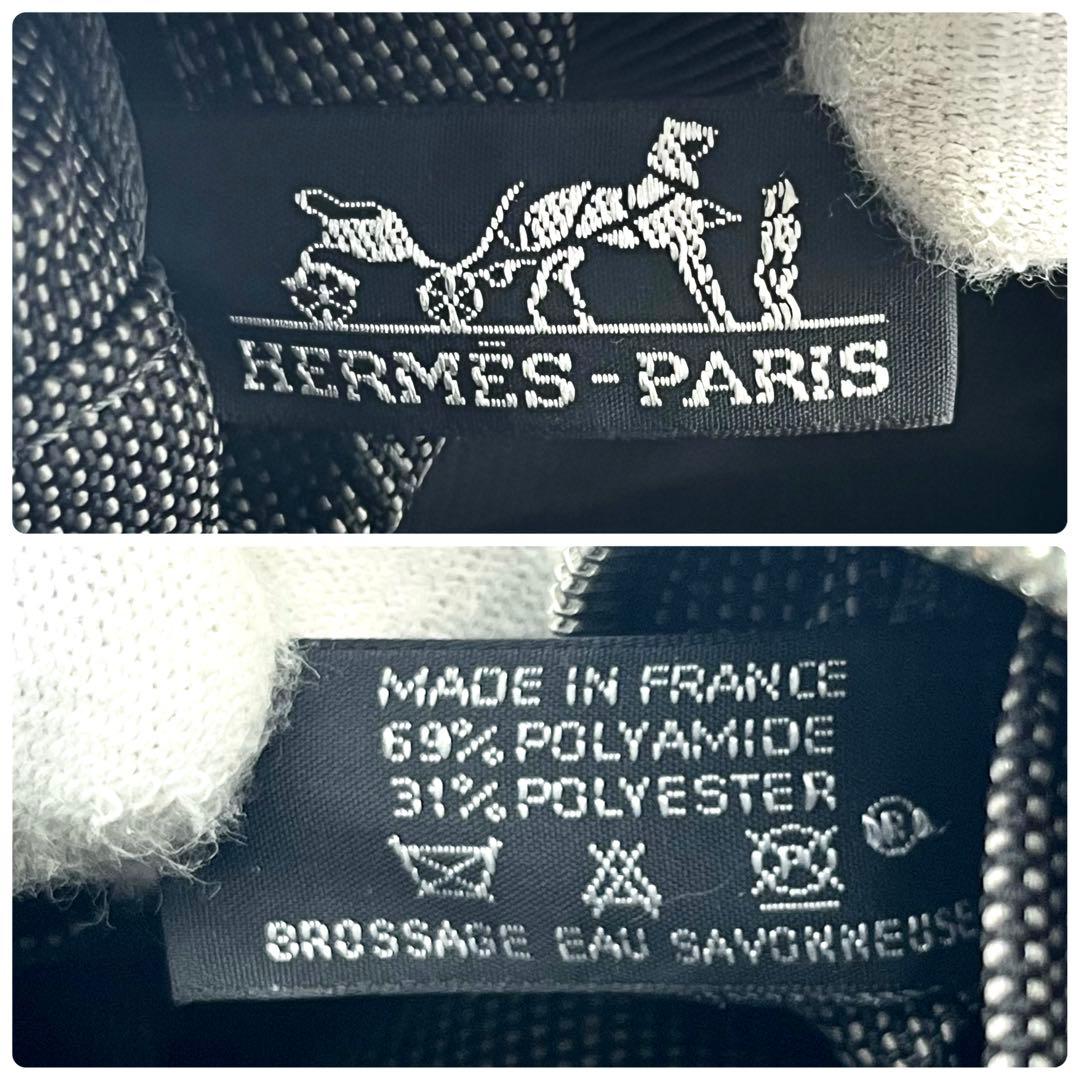 HERMÈS-PARIS
MADE IN FRANCE
69% POLYAMIDE
31% POLYESTER
P
BROSSAGE EAU SAVONNEUSE